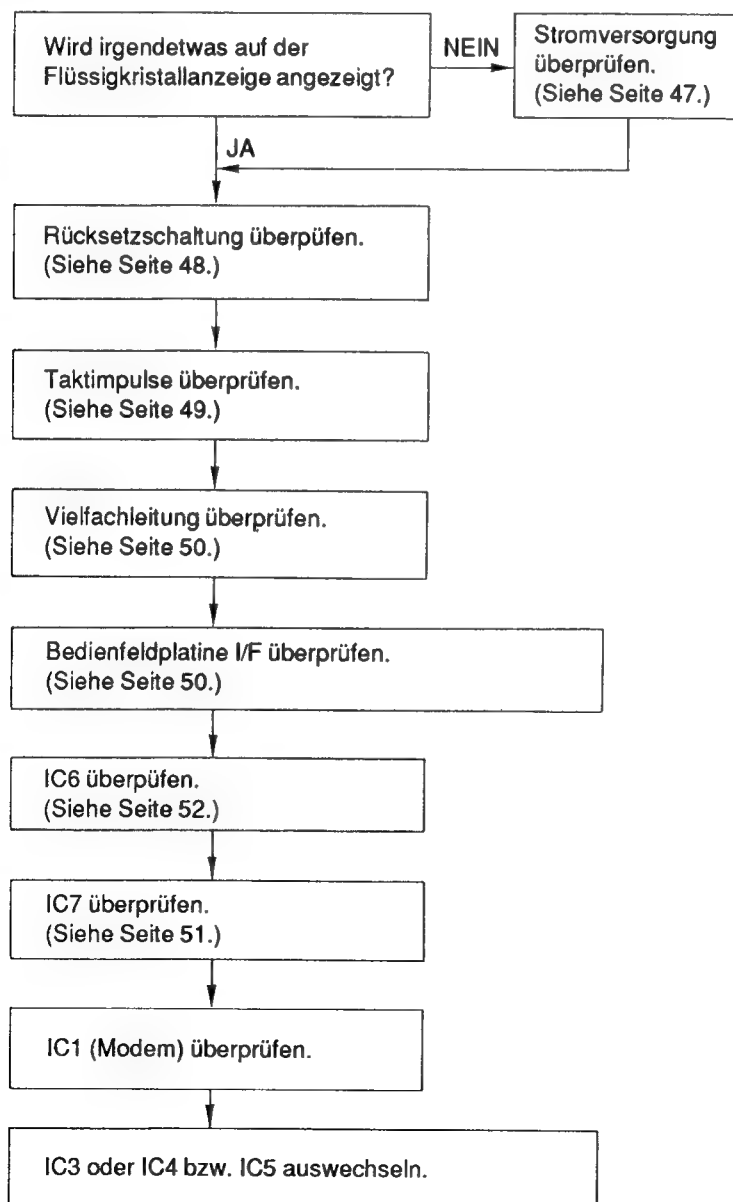 Wird irgendetwas auf der
Flüssigkristallanzeige angezeigt?
NEIN
Stromversorgung
überprüfen.
(Siehe Seite 47.)
JA
Rücksetzschaltung überpüfen.
(Siehe Seite 48.)
Taktimpulse überprüfen.
(Siehe Seite 49.)
Vielfachleitung überprüfen.
(Siehe Seite 50.)
Bedienfeldplatine I/F überprüfen.
(Siehe Seite 50.)
IC6 überpüfen.
(Siehe Seite 52.)
IC7 überprüfen.
(Siehe Seite 51.)
IC1 (Modem) überprüfen.
IC3 oder IC4 bzw. IC5 auswechseln.